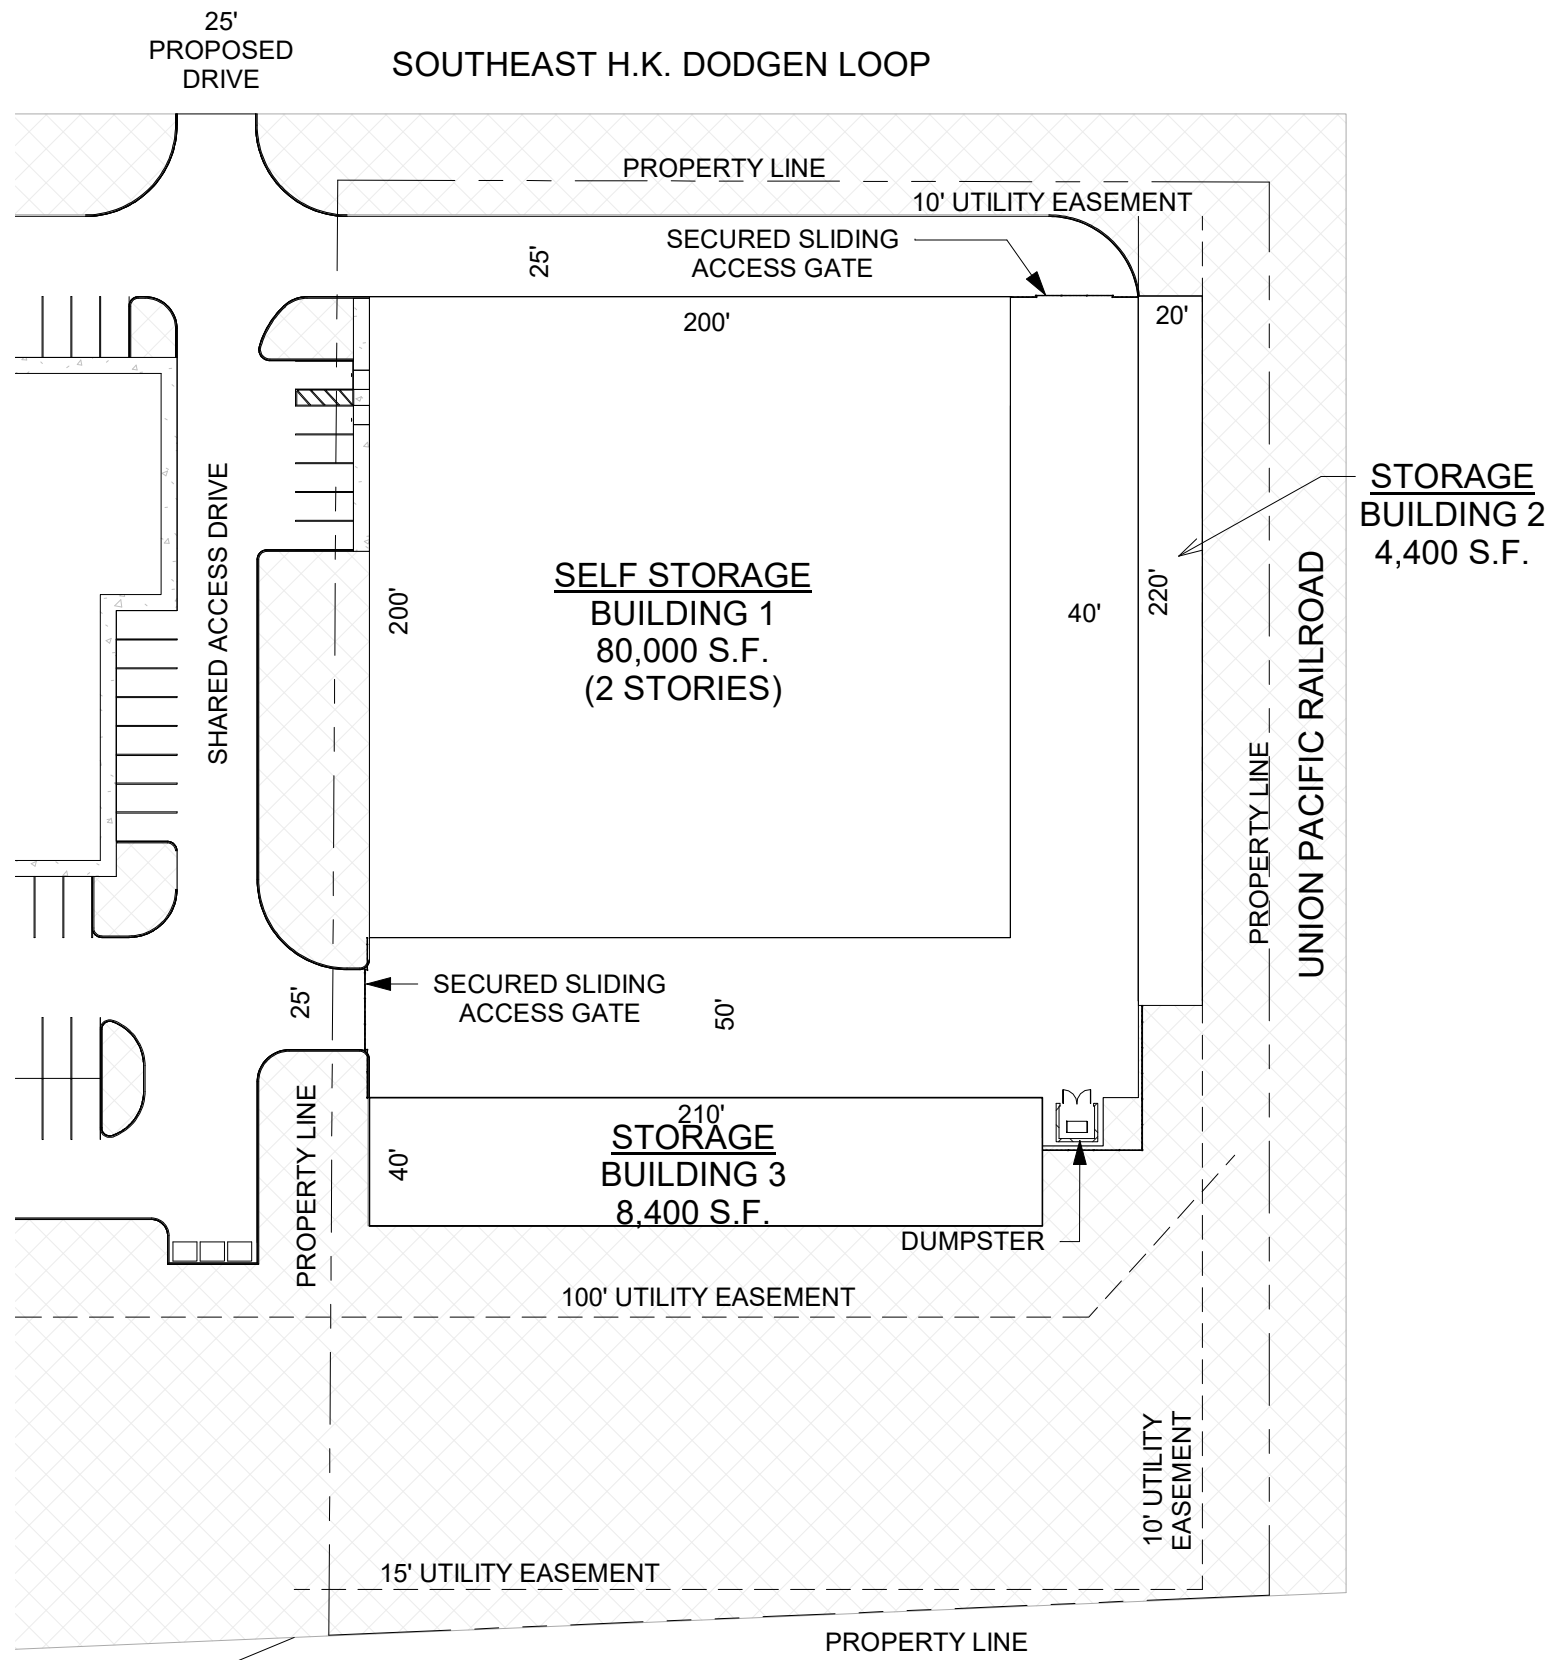 25'
PROPOSED
DRIVE
SOUTHEAST H.K. DODGEN LOOP
PROPERTY LINE
10' UTILITY EASEMENT
SECURED SLIDING
ACCESS GATE
25'
200'
20'
STORAGE
BUILDING 2
4,400 S.F.
SHARED ACCESS DRIVE
200'
SELF STORAGE
BUILDING 1
80,000 S.F.
(2 STORIES)
40'
220'
UNION PACIFIC RAILROAD
PROPERTY LINE
25'
SECURED SLIDING
ACCESS GATE
50'
PROPERTY LINE
40'
210'
STORAGE
BUILDING 3
8,400 S.F.
DUMPSTER
100' UTILITY EASEMENT
10' UTILITY
EASEMENT
15' UTILITY EASEMENT
PROPERTY LINE